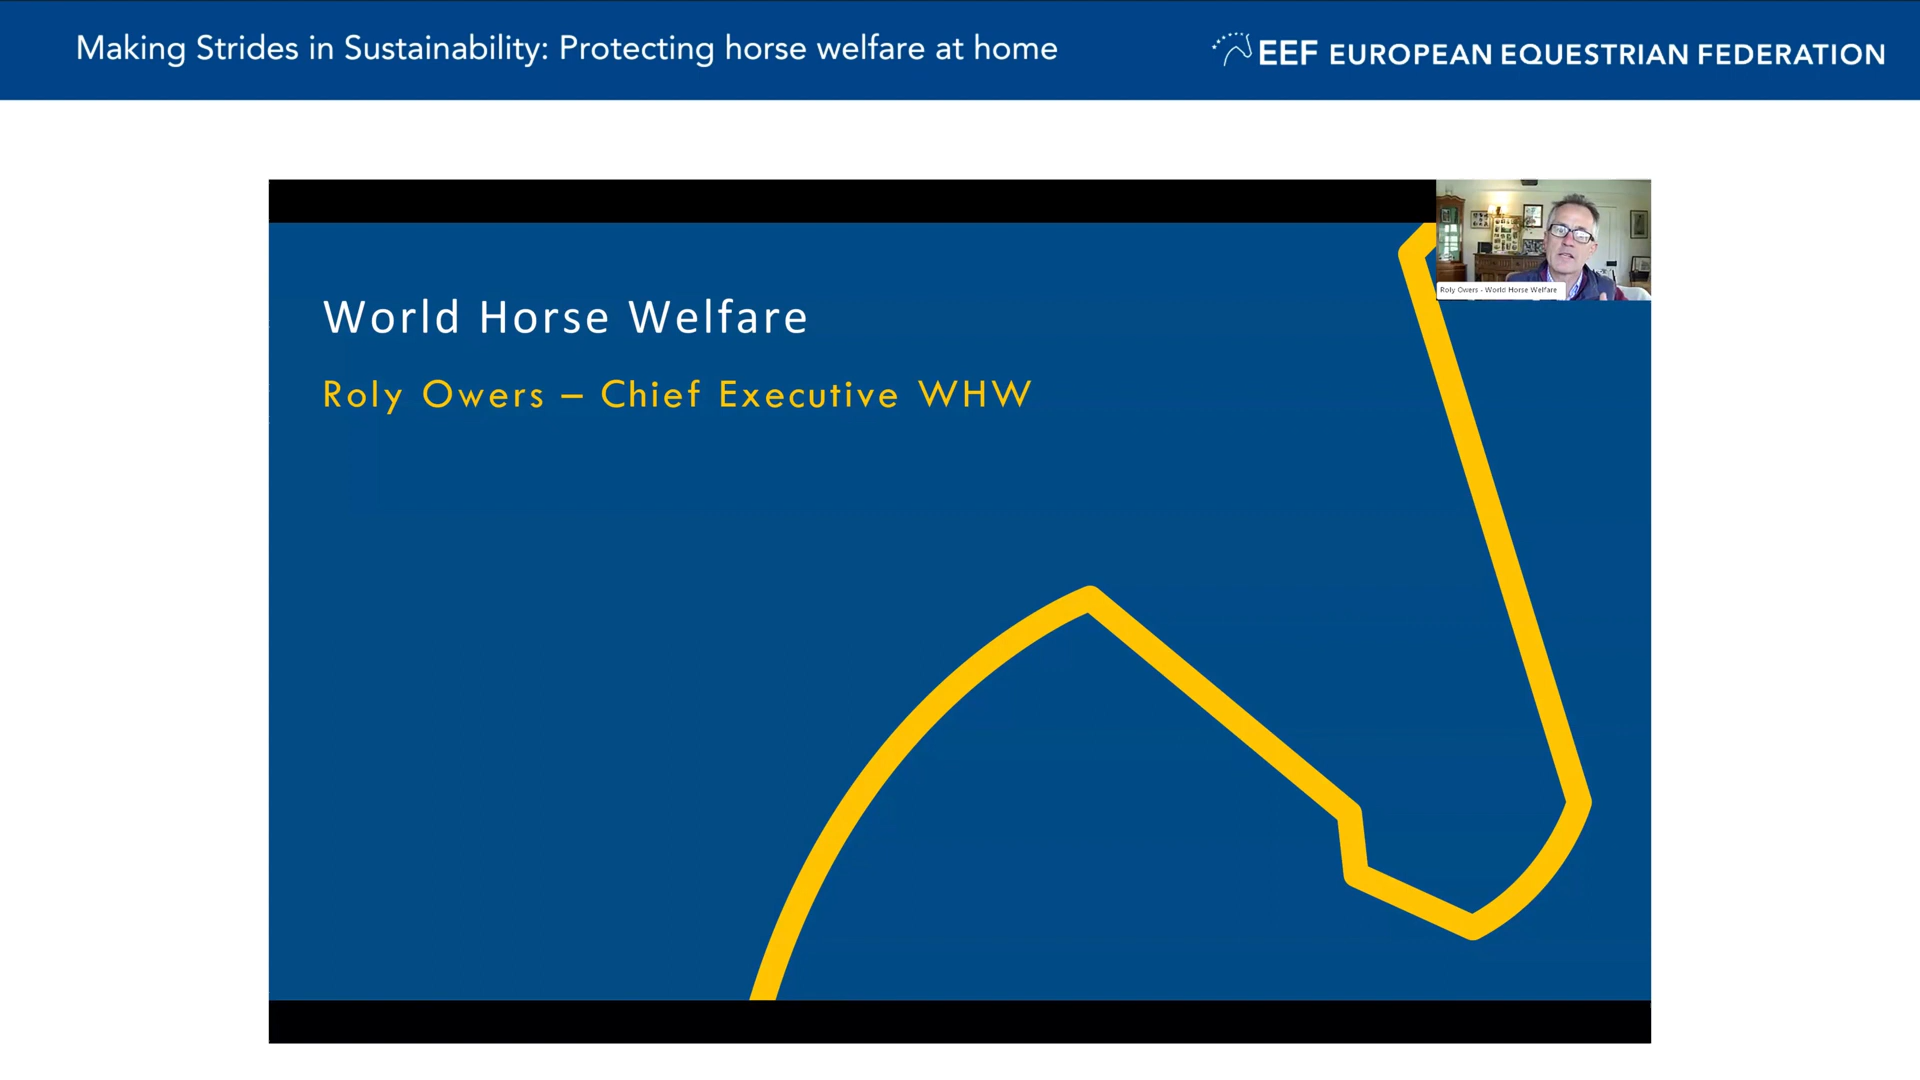 Making Strides in Sustainability: Protecting horse welfare at home
EEF EUROPEAN EQUESTRIAN FEDERATION
Roly Owers - World Horse Welfare
World Horse Welfare
Roly Owers – Chief Executive WHW